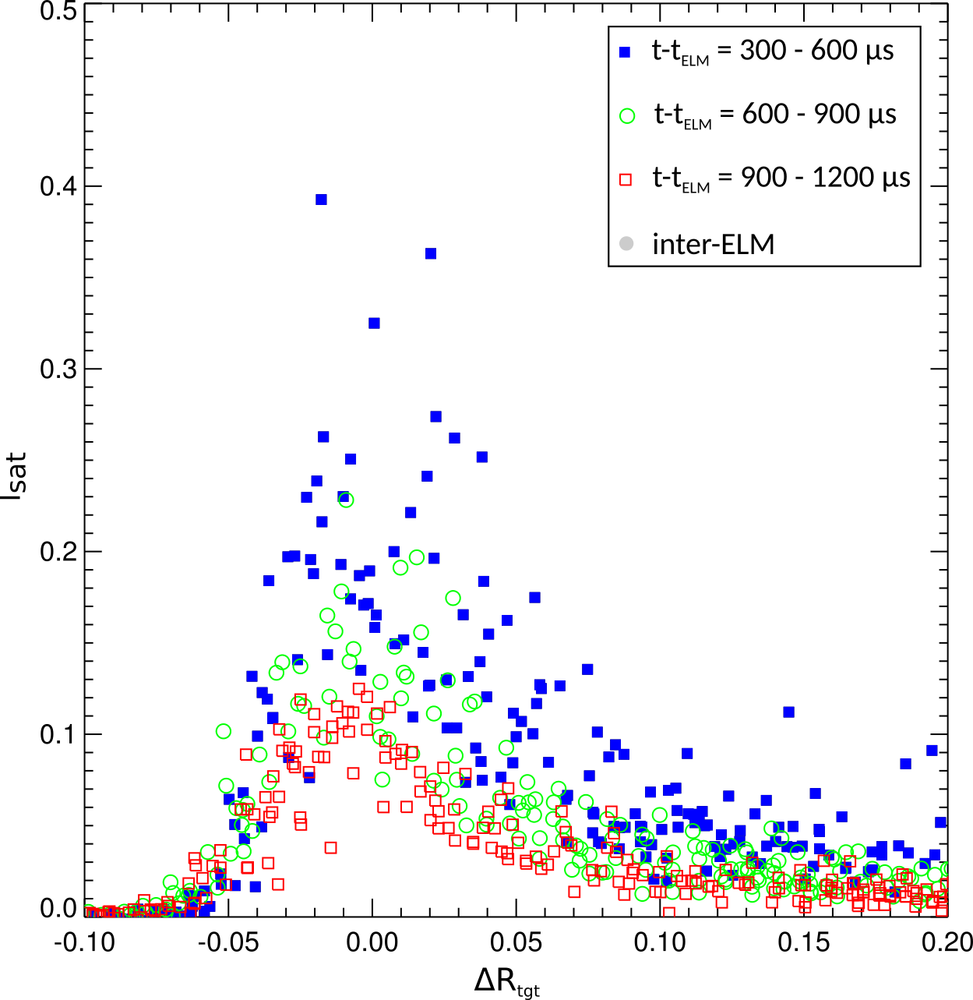 0.5
0.4
0.3
0.2
0.1
0.0
Isat
t-tELM = 300 - 600 μs
t-tELM = 600 - 900 μs
t-tELM = 900 - 1200 μs
inter-ELM
-0.10 -0.05 0.00 0.05 0.10 0.15 0.20
ΔRtgt